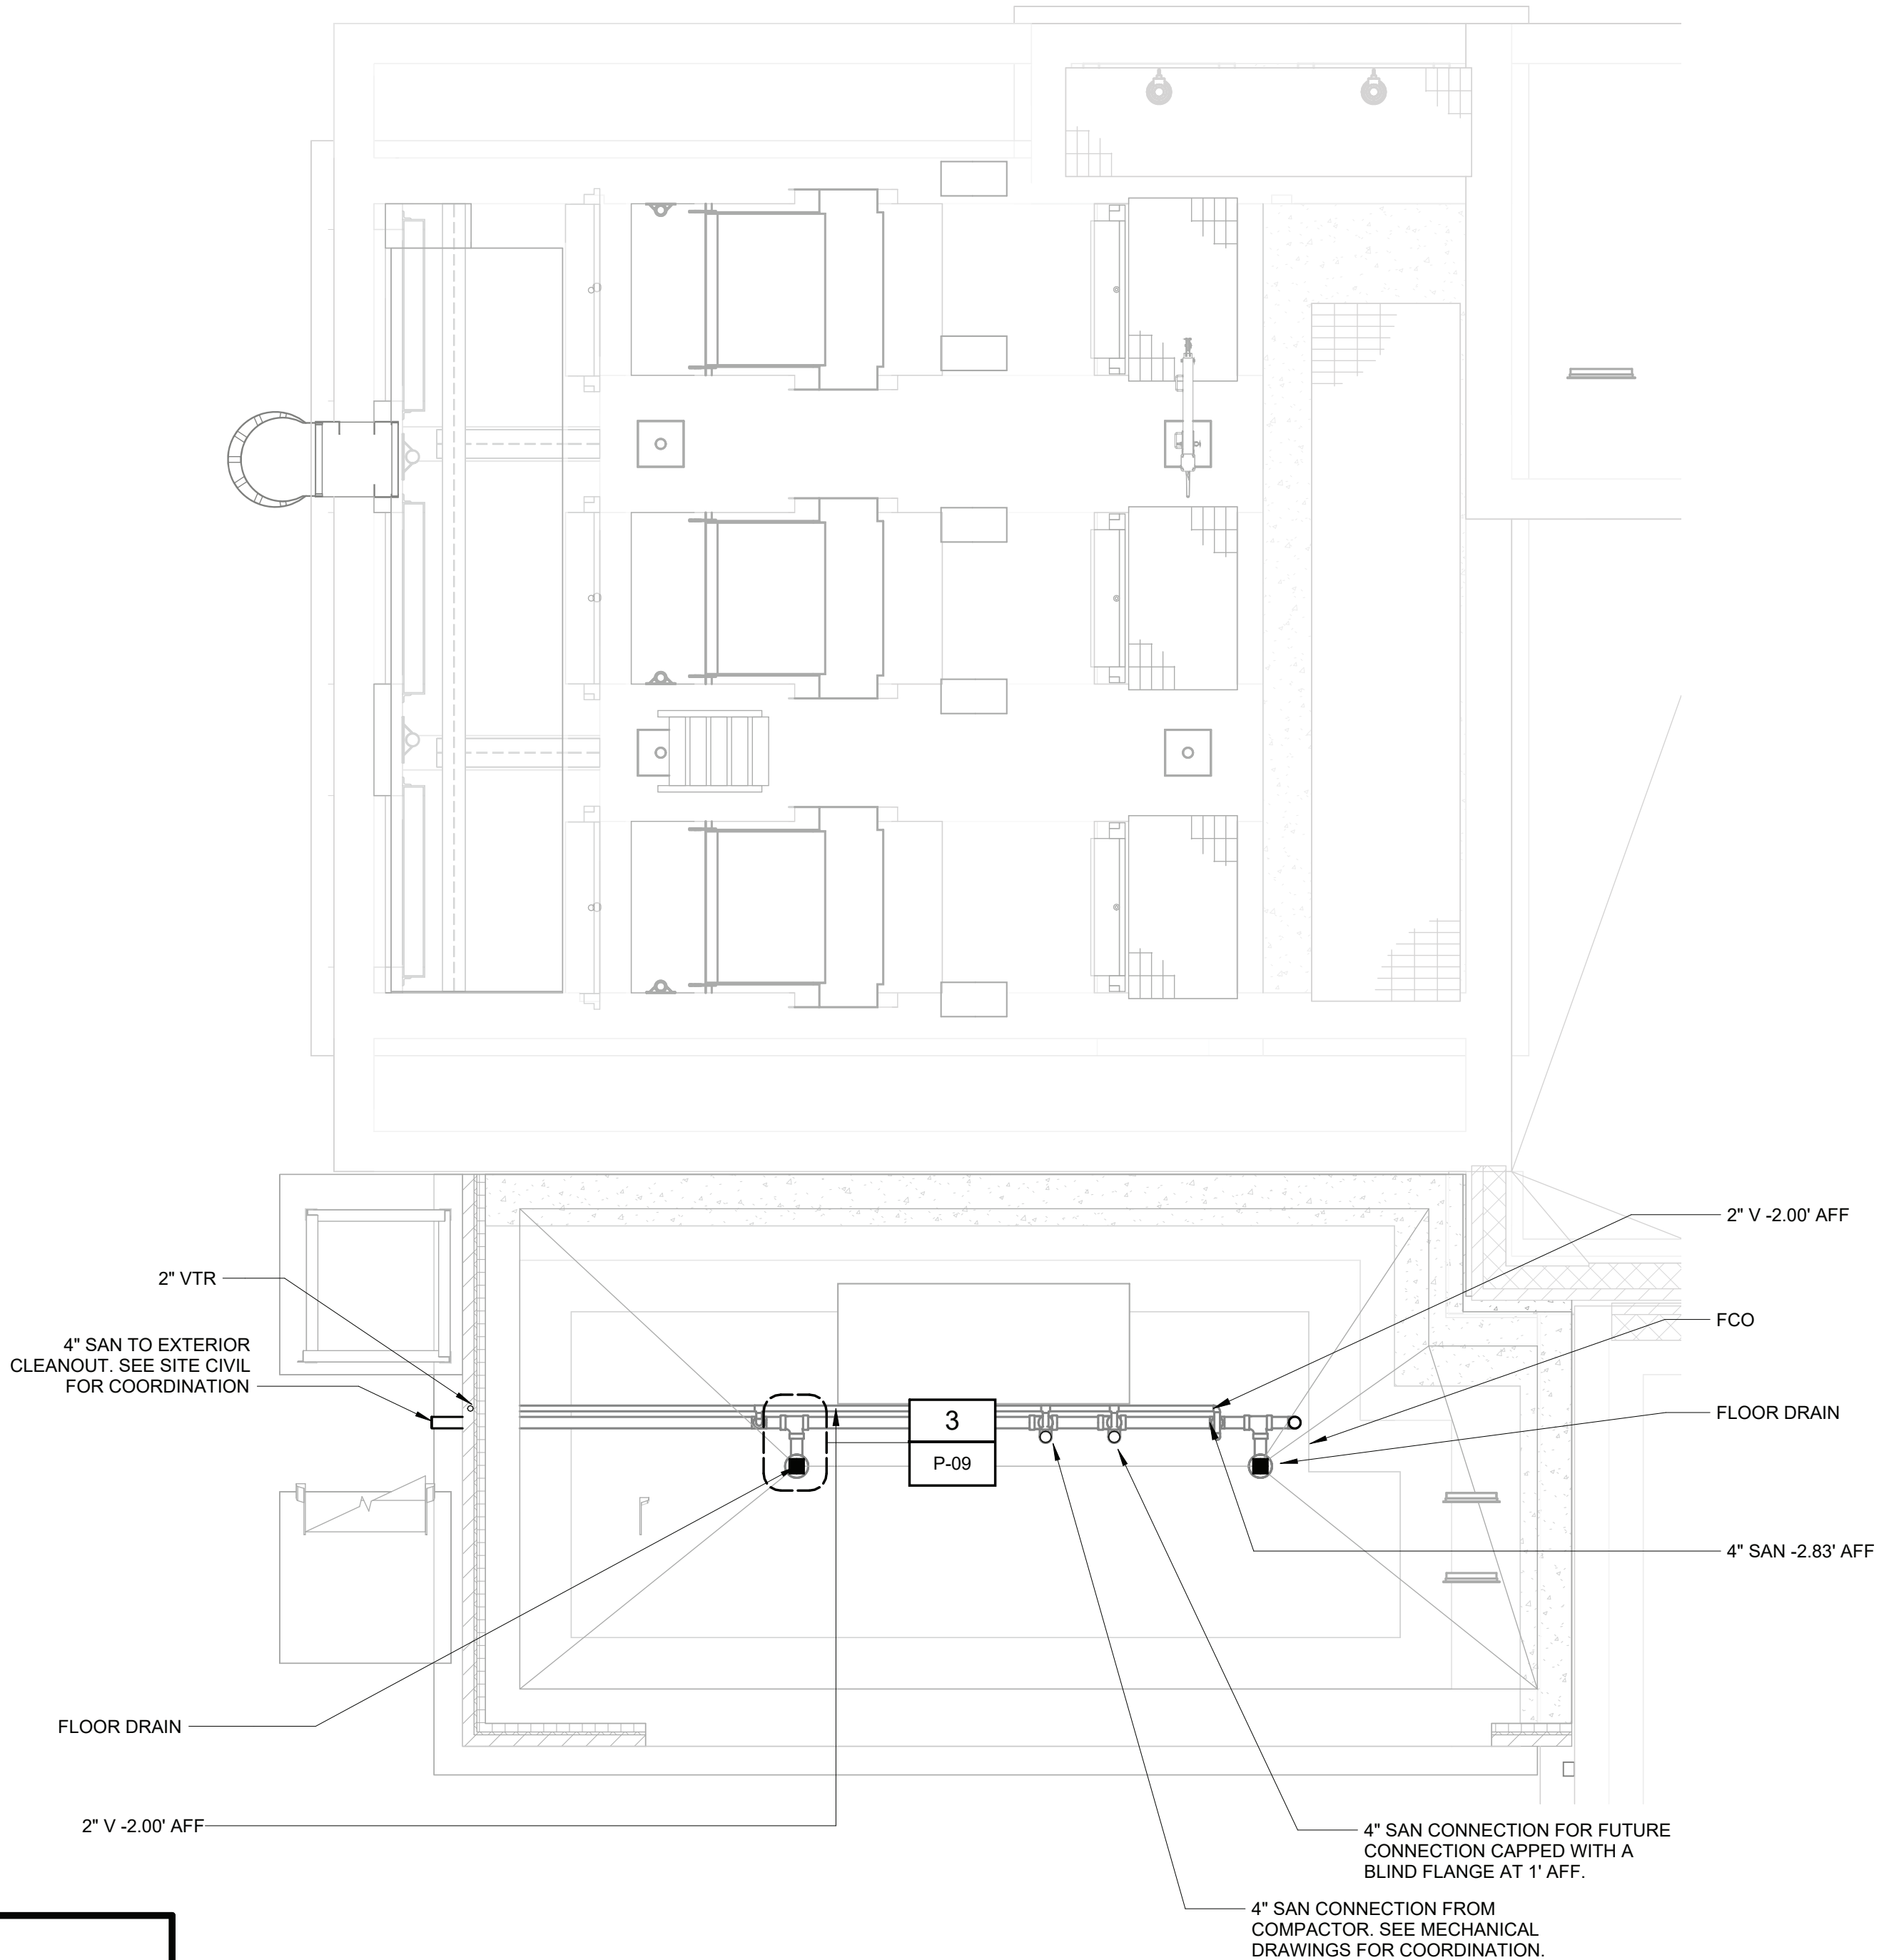 2" V -2.00' AFF
2" VTR
FCO
4" SAN TO EXTERIOR
CLEANOUT. SEE SITE CIVIL
FOR COORDINATION
FLOOR DRAIN
3
P-09
4" SAN -2.83' AFF
FLOOR DRAIN
2" V -2.00' AFF
4" SAN CONNECTION FOR FUTURE
CONNECTION CAPPED WITH A
BLIND FLANGE AT 1' AFF.
4" SAN CONNECTION FROM
COMPACTOR. SEE MECHANICAL
DRAWINGS FOR COORDINATION.